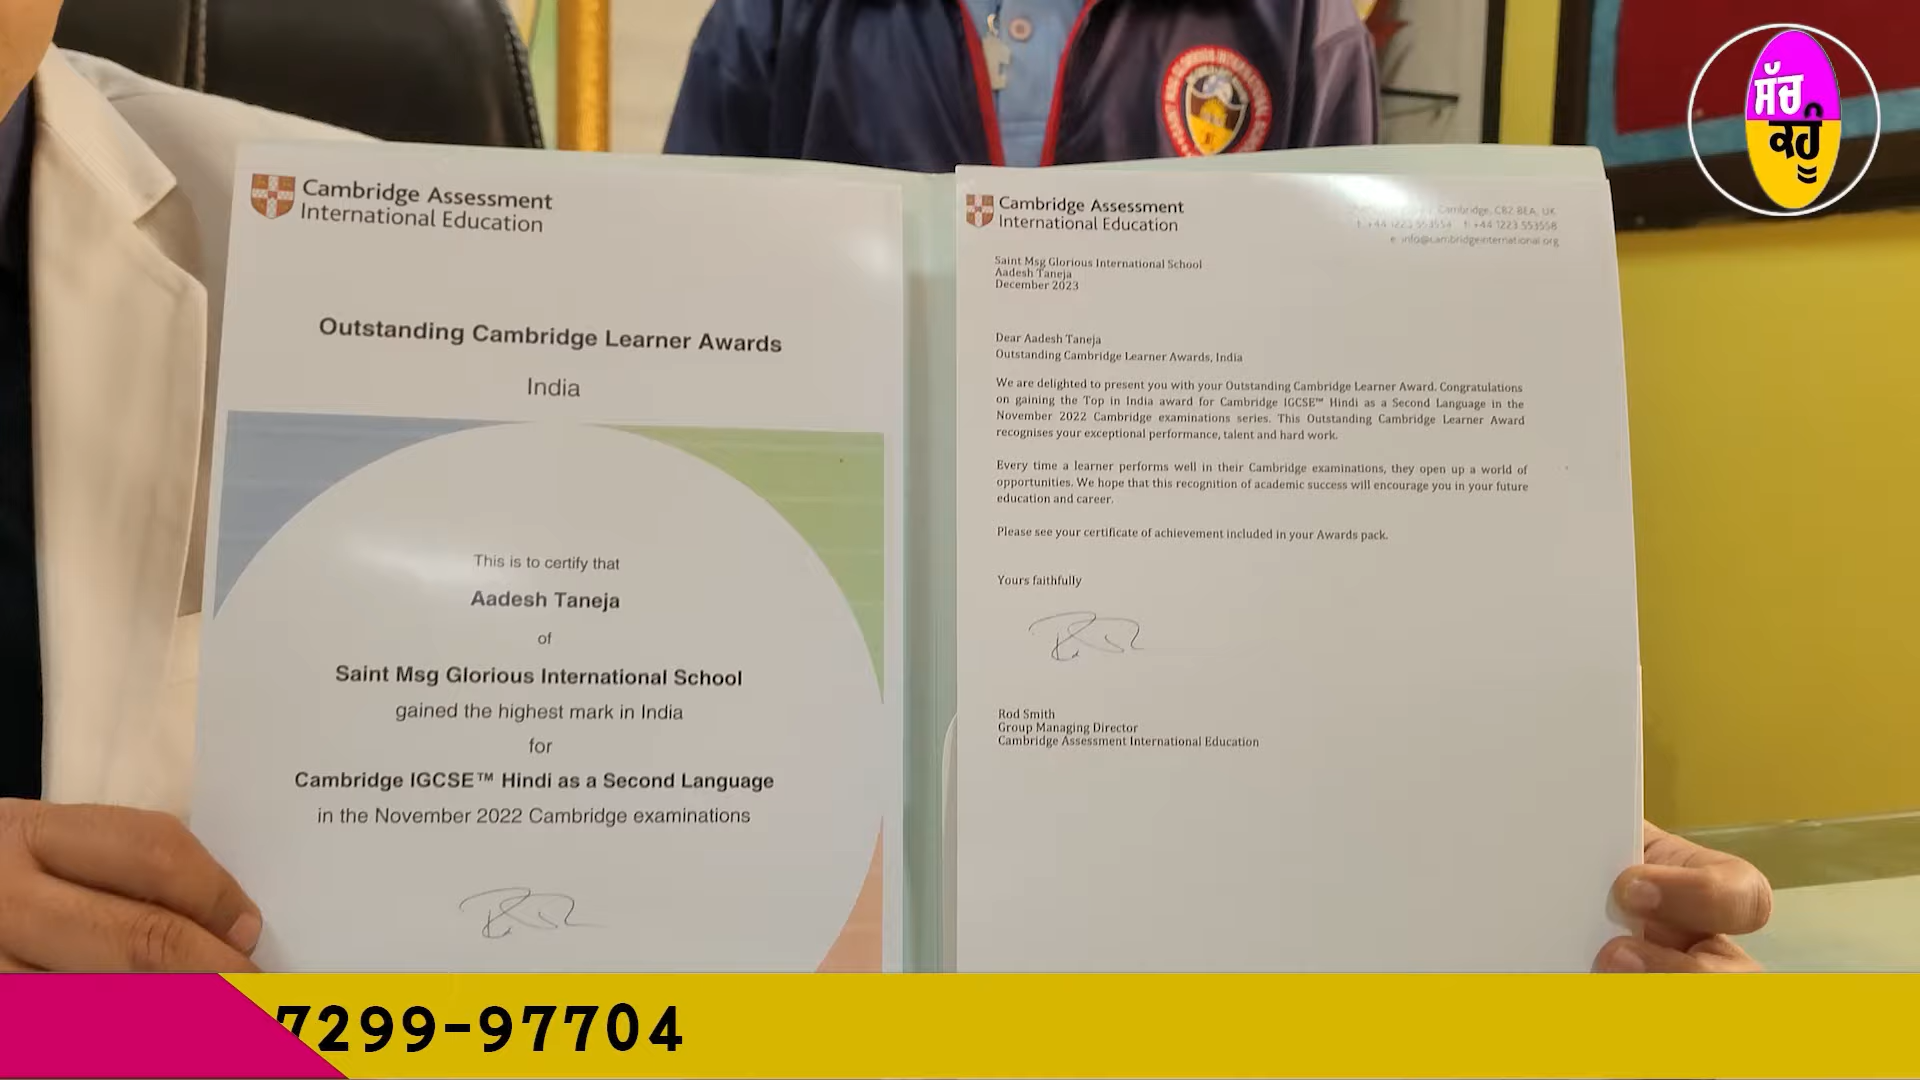 Cambridge Assessment
International Education
Outstanding Cambridge Learner Awards
India
This is to certify that
Aadesh Taneja
of
Saint Msg Glorious International School
gained the highest mark in India
for
Cambridge IGCSE™ Hindi as a Second Language
in the November 2022 Cambridge examinations
Cambridge Assessment
International Education
Cambridge, CB2 8EA, UK
t: +44 1223 553554 f: +44 1223 553558
e: info@cambridgeinternational.org
Saint Msg Glorious International School
Aadesh Taneja
December 2023
Dear Aadesh Taneja
Outstanding Cambridge Learner Awards, India
We are delighted to present you with your Outstanding Cambridge Learner Award. Congratulations
on gaining the Top in India award for Cambridge IGCSE™ Hindi as a Second Language in the
November 2022 Cambridge examinations series. This Outstanding Cambridge Learner Award
recognises your exceptional performance, talent and hard work.
Every time a learner performs well in their Cambridge examinations, they open up a world of
opportunities. We hope that this recognition of academic success will encourage you in your future
education and career.
Please see your certificate of achievement included in your Awards pack.
Yours faithfully
Rod Smith
Group Managing Director
Cambridge Assessment International Education
ਸੱਚ
ਕਹੂੰ
7299-97704